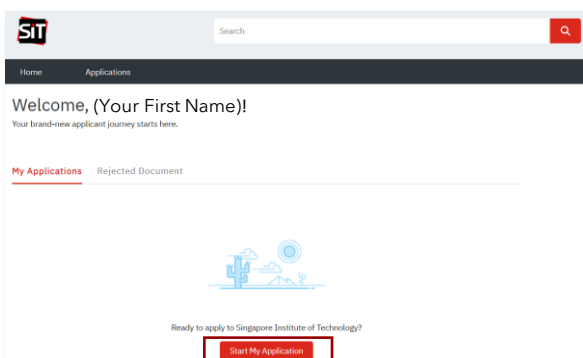 SiT
Search
Home Applications
Welcome, (Your First Name)!
Your brand-new applicant journey starts here.
My Applications Rejected Document
Ready to apply to Singapore Institute of Technology?
Start My Application